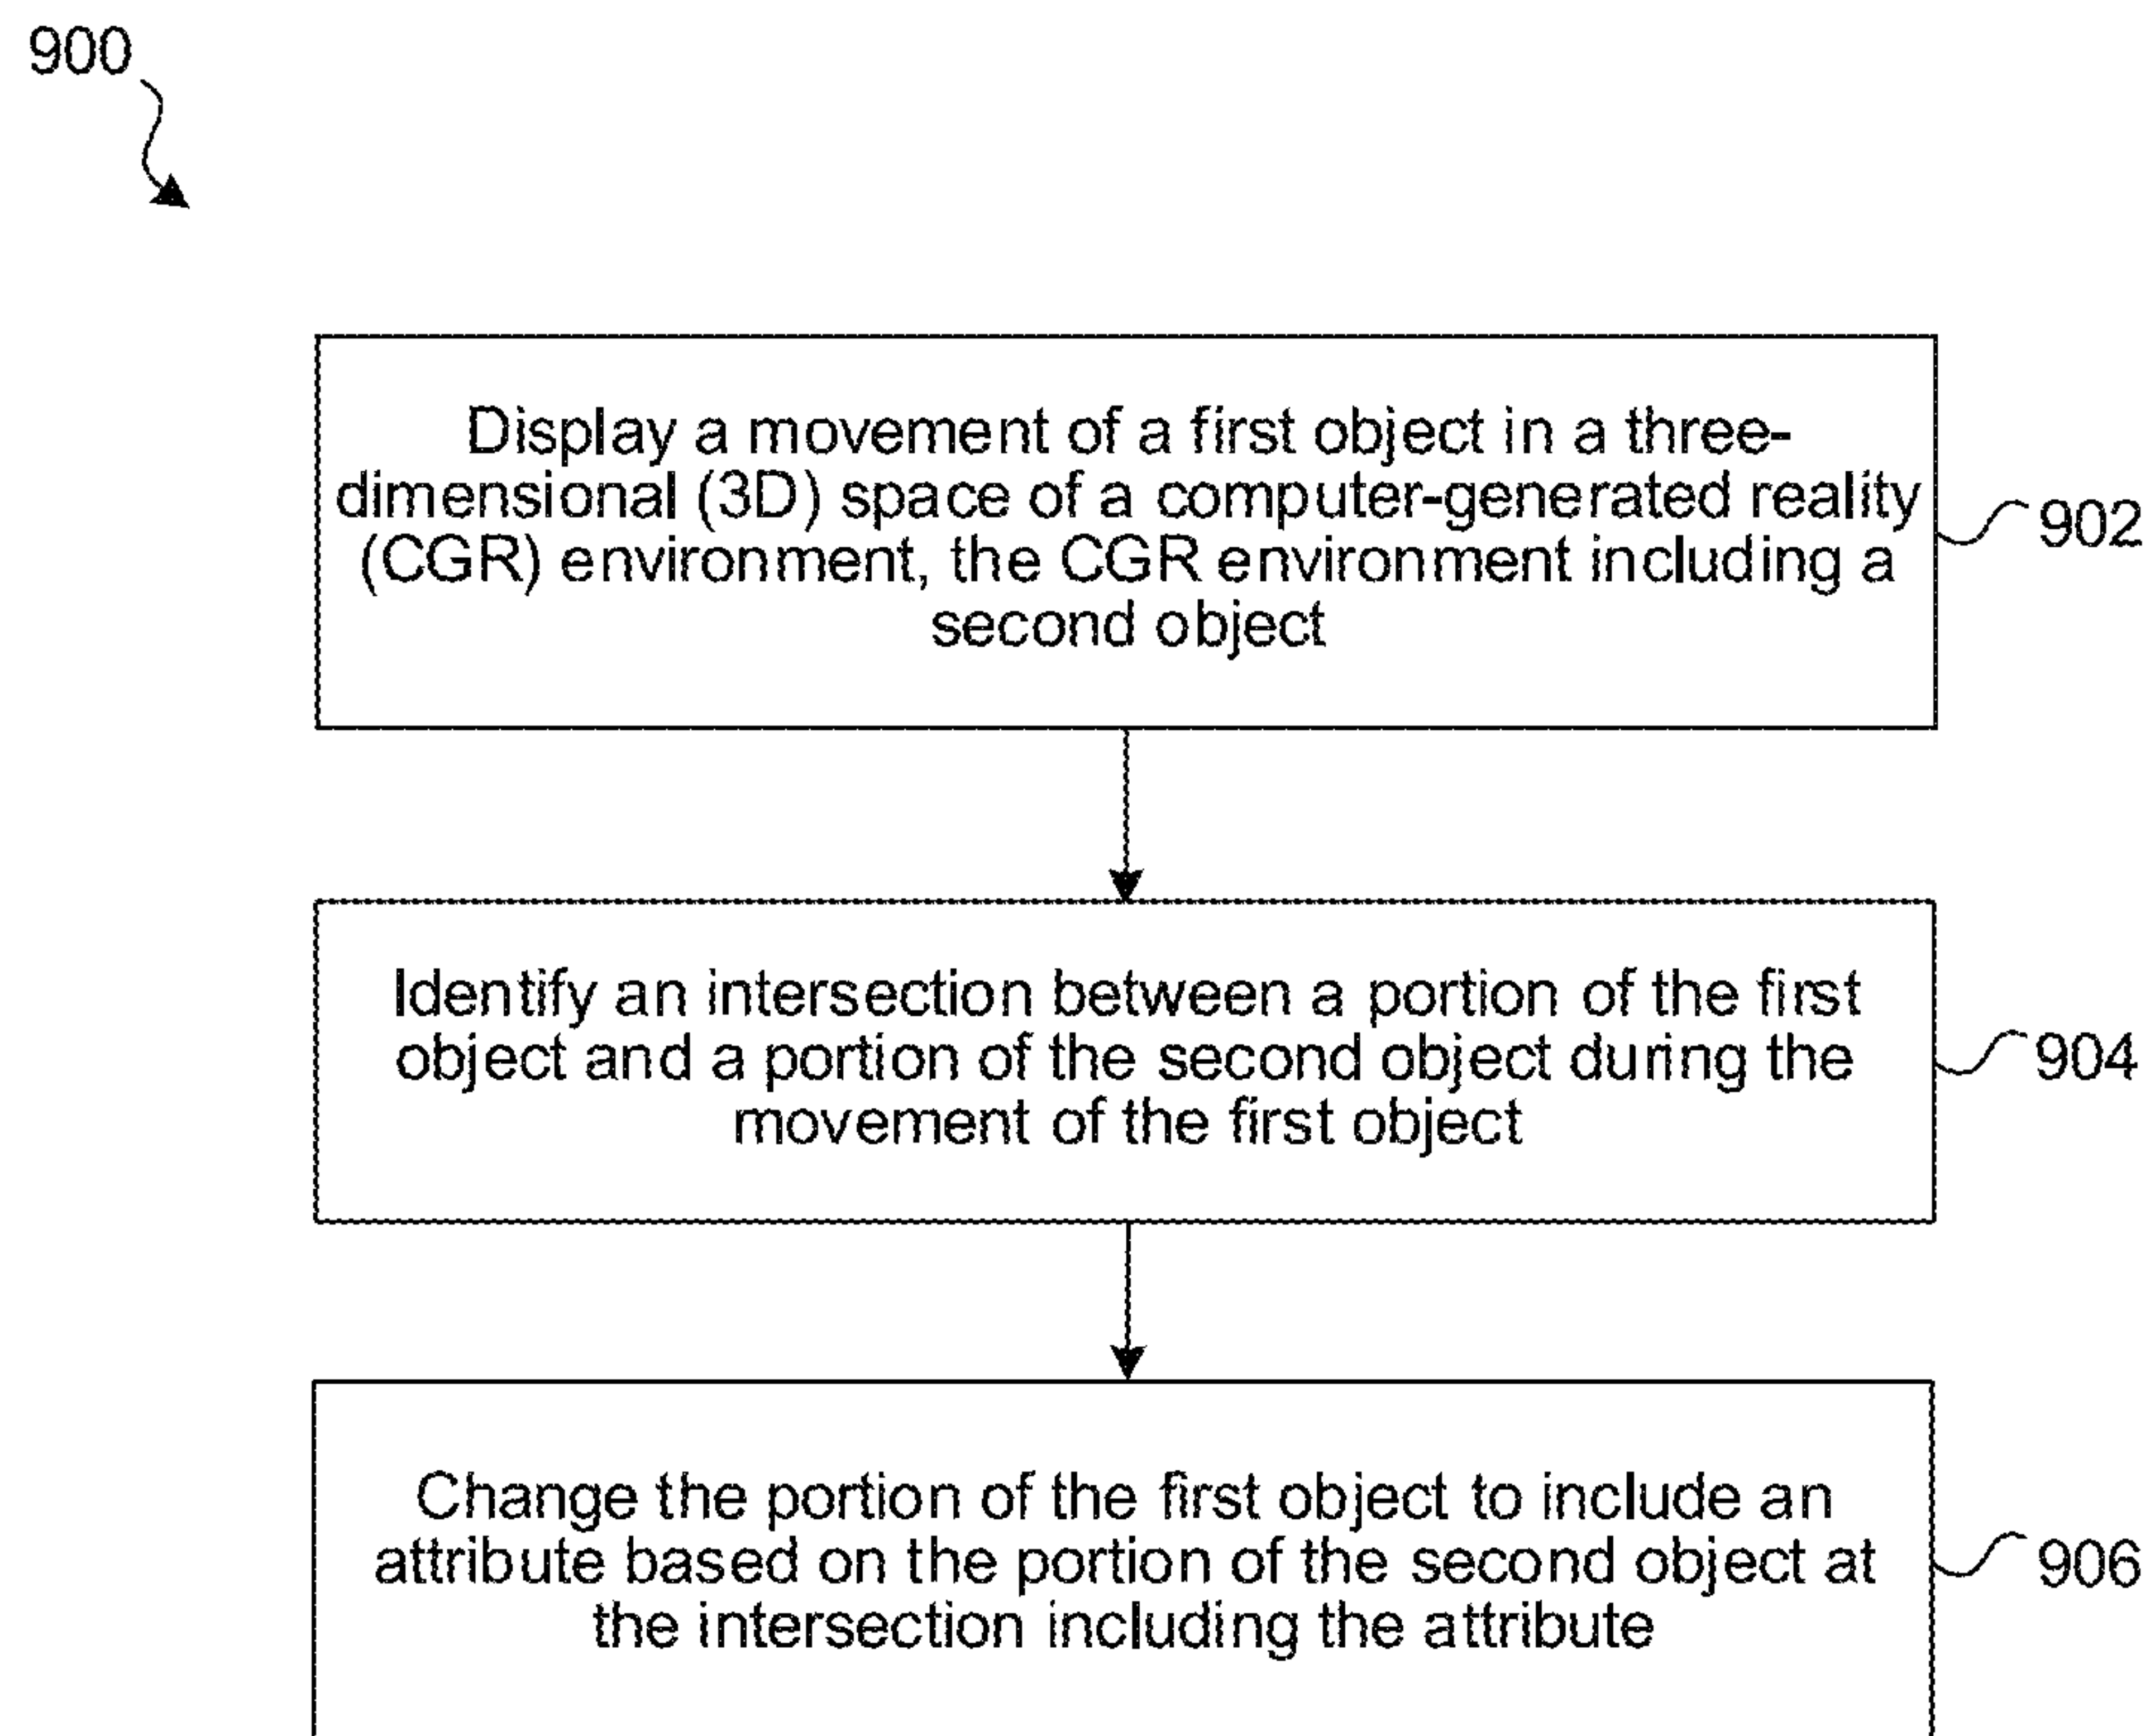 900
Display a movement of a first object in a three-
dimensional (3D) space of a computer-generated reality
(CGR) environment, the CGR environment including a
second object
902
Identify an intersection between a portion of the first
object and a portion of the second object during the
movement of the first object
904
Change the portion of the first object to include an
attribute based on the portion of the second object at
the intersection including the attribute
906